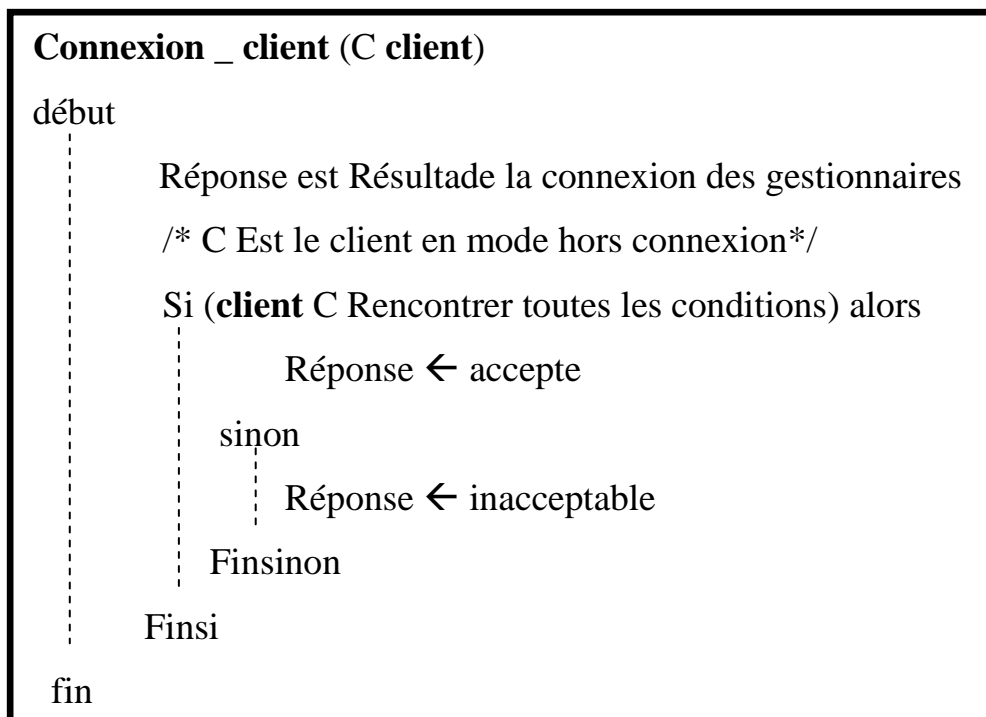 Connexion _ client (C client)
début
Réponse est Résultade la connexion des gestionnaires
/* C Est le client en mode hors connexion*/
Si (client C Rencontrer toutes les conditions) alors
Réponse ← accepte
sinon
Réponse ← inacceptable
Finsinon
Finsi
fin